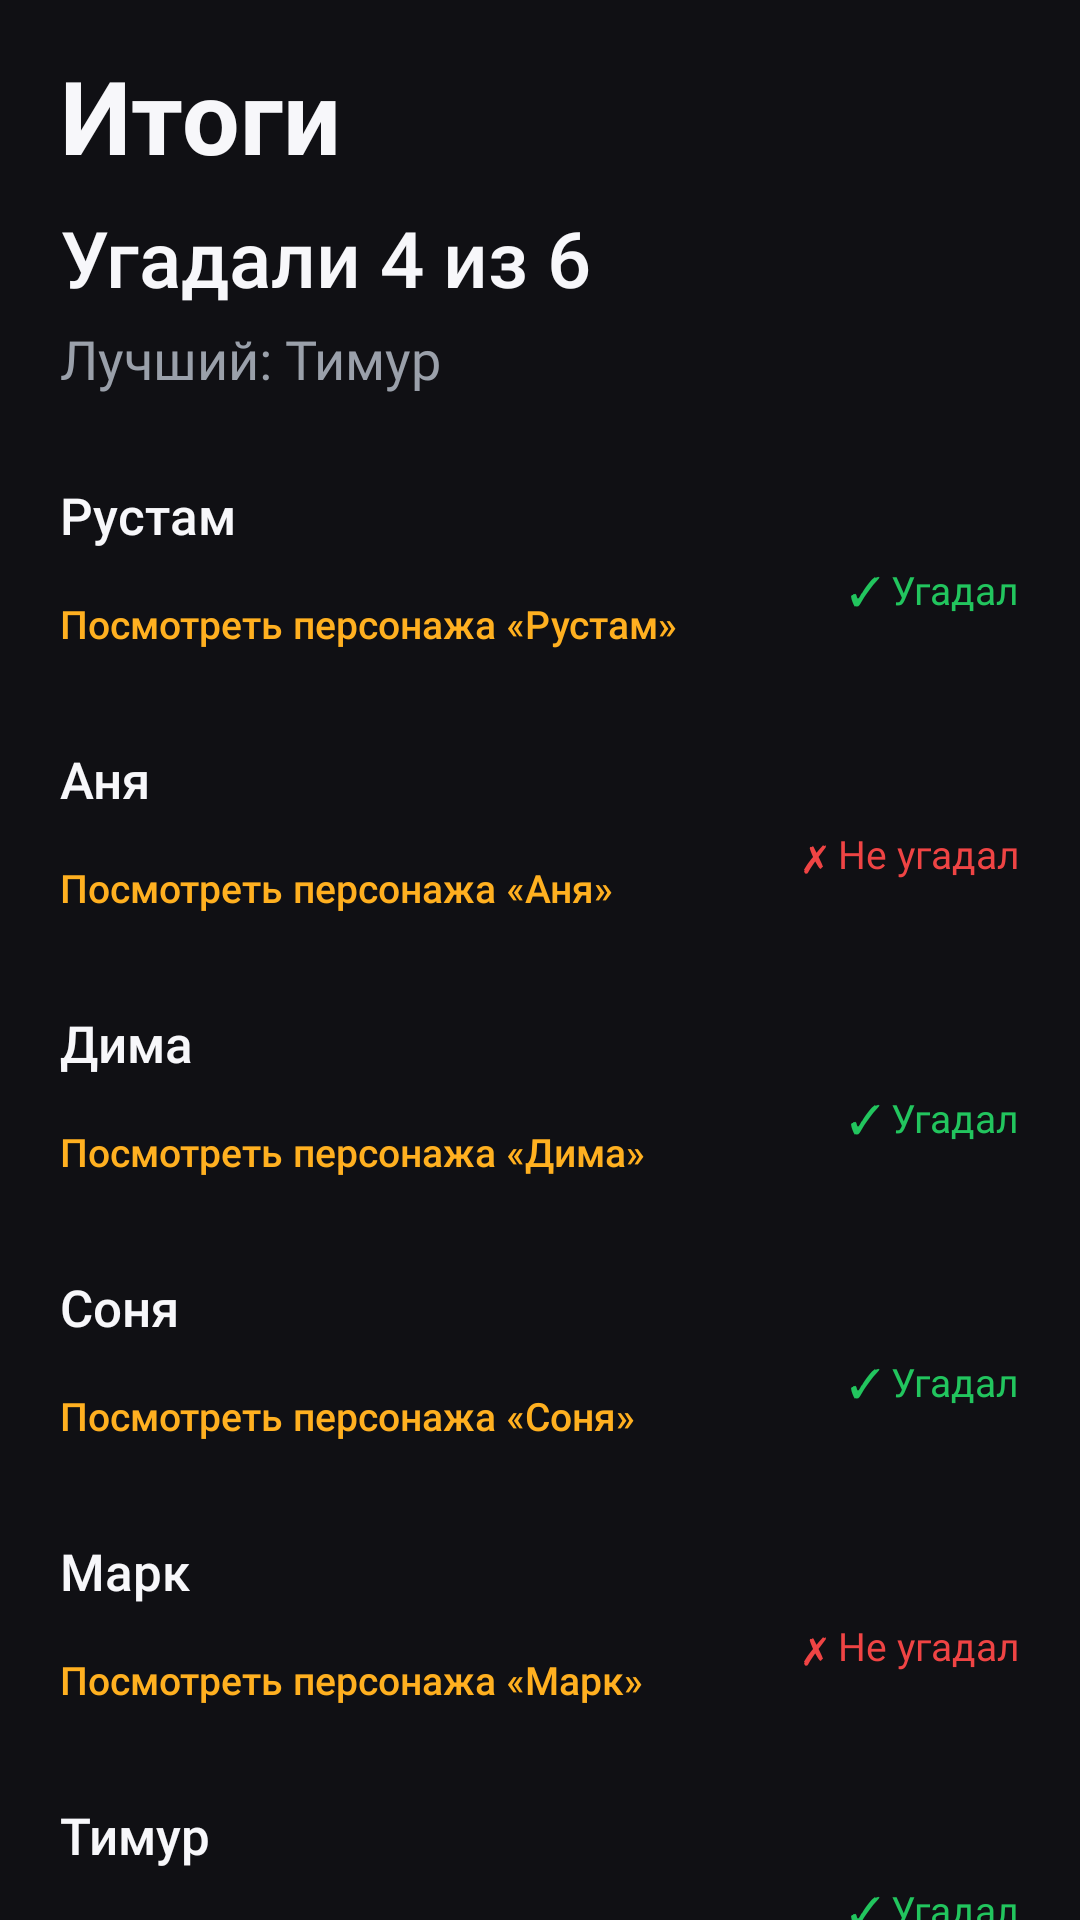 Итоги
Угадали 4 из 6
Лучший: Тимур
Рустам
✓ Угадал
Посмотреть персонажа «Рустам»
Аня
✗ Не угадал
Посмотреть персонажа «Аня»
Дима
✓ Угадал
Посмотреть персонажа «Дима»
Соня
✓ Угадал
Посмотреть персонажа «Соня»
Марк
✗ Не угадал
Посмотреть персонажа «Марк»
Тимур
✓ Угадал